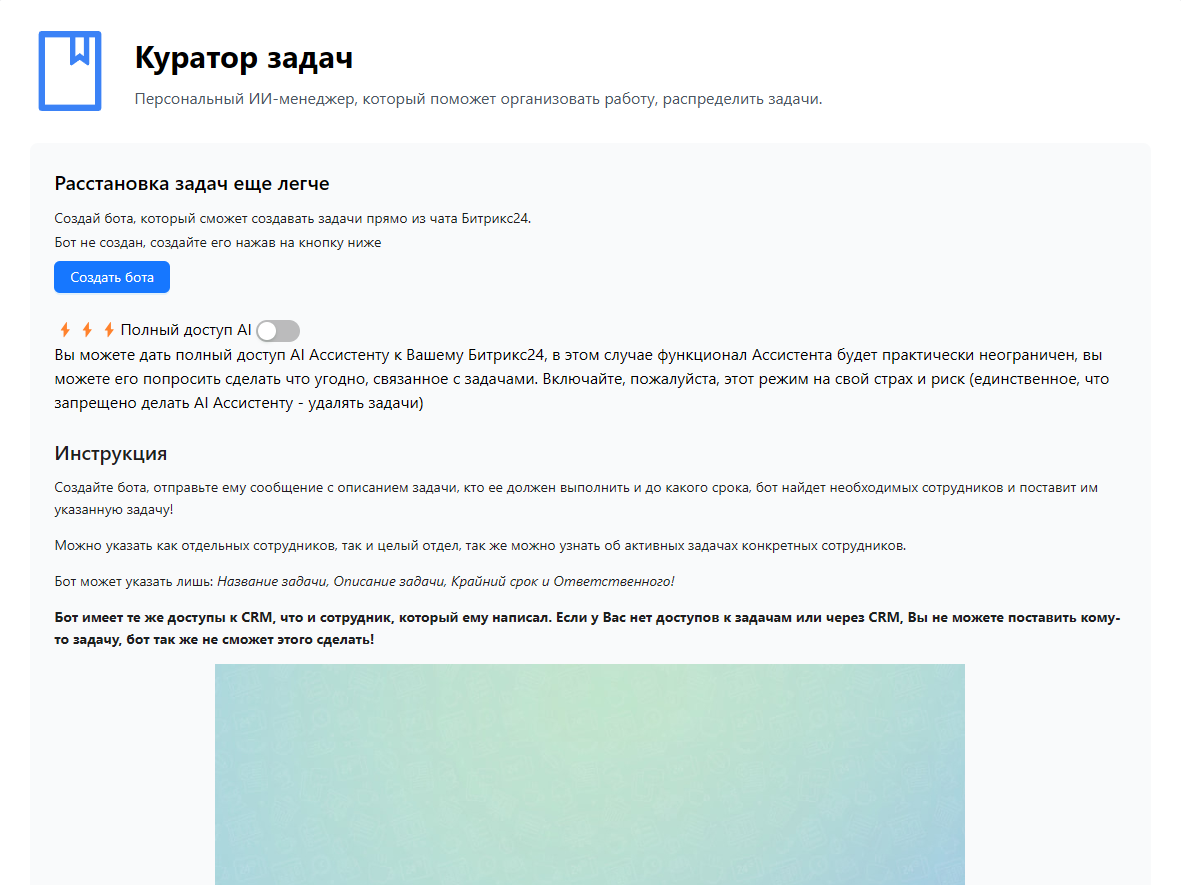 Куратор задач
Персональный ИИ-менеджер, который поможет организовать работу, распределить задачи.
Расстановка задач еще легче
Создай бота, который сможет создавать задачи прямо из чата Битрикс24.
Бот не создан, создайте его нажав на кнопку ниже
Создать бота
Полный доступ AI
Вы можете дать полный доступ AI Ассистенту к Вашему Битрикс24, в этом случае функционал Ассистента будет практически неограничен, вы
можете его попросить сделать что угодно, связанное с задачами. Включайте, пожалуйста, этот режим на свой страх и риск (единственное, что
запрещено делать AI Ассистенту - удалять задачи)
Инструкция
Создайте бота, отправьте ему сообщение с описанием задачи, кто ее должен выполнить и до какого срока, бот найдет необходимых сотрудников и поставит им
указанную задачу!
Можно указать как отдельных сотрудников, так и целый отдел, так же можно узнать об активных задачах конкретных сотрудников.
Бот может указать лишь: Название задачи, Описание задачи, Крайний срок и Ответственного!
Бот имеет те же доступы к CRM, что и сотрудник, который ему написал. Если у Вас нет доступов к задачам или через CRM, Вы не можете поставить кому-
то задачу, бот так же не сможет этого сделать!